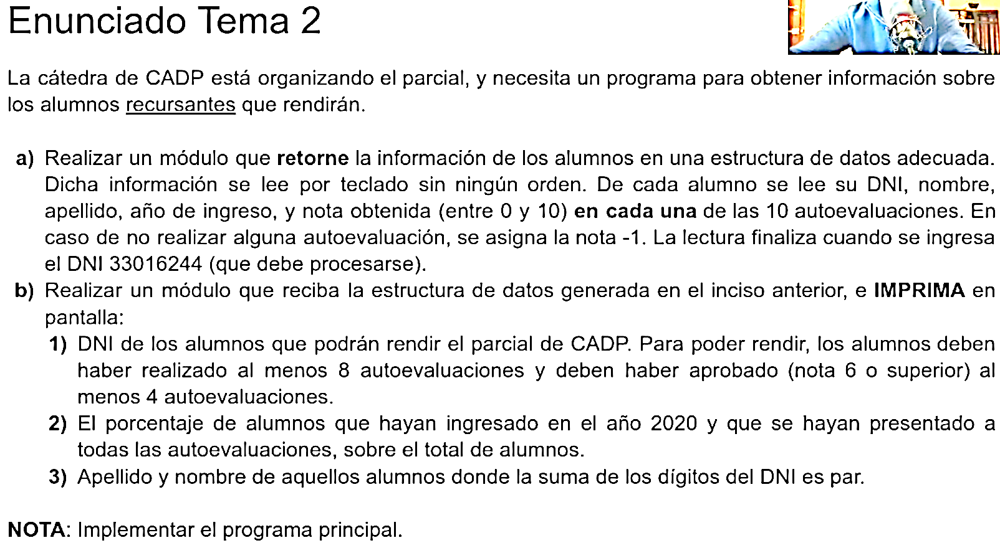 Enunciado Tema 2
La cátedra de CADP está organizando el parcial, y necesita un programa para obtener información sobre
los alumnos recursantes que rendirán.
a) Realizar un módulo que retorne la información de los alumnos en una estructura de datos adecuada.
Dicha información se lee por teclado sin ningún orden. De cada alumno se lee su DNI, nombre,
apellido, año de ingreso, y nota obtenida (entre 0 y 10) en cada una de las 10 autoevaluaciones. En
caso de no realizar alguna autoevaluación, se asigna la nota -1. La lectura finaliza cuando se ingresa
el DNI 33016244 (que debe procesarse).
b) Realizar un módulo que reciba la estructura de datos generada en el inciso anterior, e IMPRIMA en
pantalla:
1) DNI de los alumnos que podrán rendir el parcial de CADP. Para poder rendir, los alumnos deben
haber realizado al menos 8 autoevaluaciones y deben haber aprobado (nota 6 o superior) al
menos 4 autoevaluaciones.
2) El porcentaje de alumnos que hayan ingresado en el año 2020 y que se hayan presentado a
todas las autoevaluaciones, sobre el total de alumnos.
3) Apellido y nombre de aquellos alumnos donde la suma de los dígitos del DNI es par.
NOTA: Implementar el programa principal.